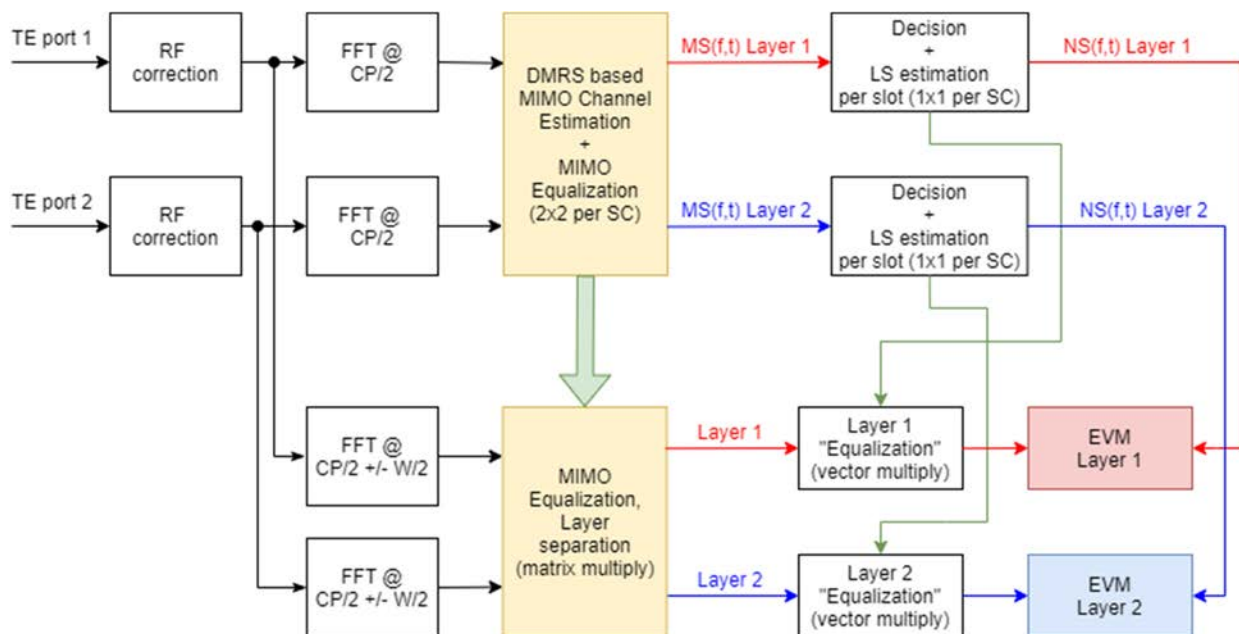 TE port 1
RF
correction
FFT @
CP/2
DMRS based
MIMO Channel
Estimation
+
MIMO
Equalization
(2x2 per SC)
MS(f,t) Layer 1
Decision
+
LS estimation
per slot (1x1 per SC)
NS(f,t) Layer 1
TE port 2
RF
correction
FFT @
CP/2
MS(f,t) Layer 2
Decision
+
LS estimation
per slot (1x1 per SC)
NS(f,t) Layer 2
FFT @
CP/2 +/- W/2
MIMO
Equalization,
Layer
separation
(matrix multiply)
Layer 1
Layer 1
"Equalization"
(vector multiply)
EVM
Layer 1
FFT @
CP/2 +/- W/2
Layer 2
Layer 2
"Equalization"
(vector multiply)
EVM
Layer 2